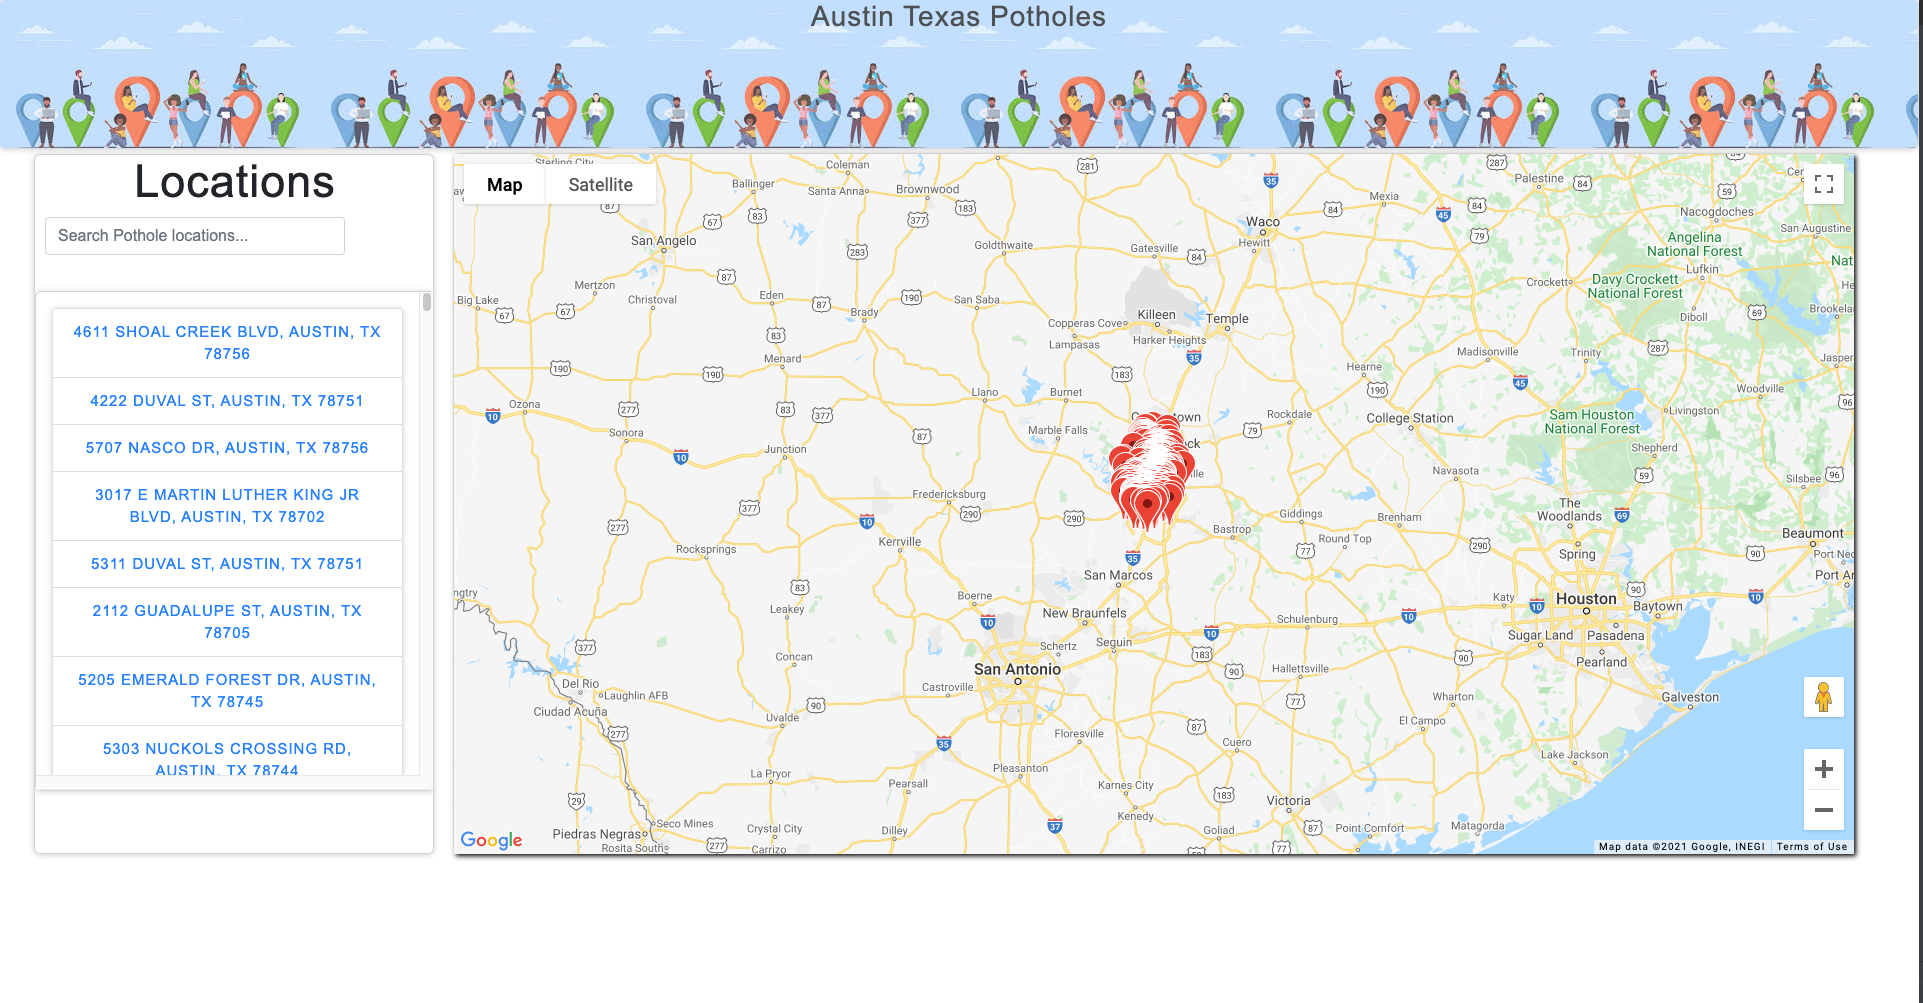 Austin Texas Potholes
Locations
Search Pothole locations...
4611 SHOAL CREEK BLVD, AUSTIN, TX
78756
4222 DUVAL ST, AUSTIN, TX 78751
5707 NASCO DR, AUSTIN, TX 78756
3017 E MARTIN LUTHER KING JR
BLVD, AUSTIN, TX 78702
5311 DUVAL ST, AUSTIN, TX 78751
2112 GUADALUPE ST, AUSTIN, TX
78705
5205 EMERALD FOREST DR, AUSTIN,
TX 78745
5303 NUCKOLS CROSSING RD,
AUSTIN, TX 78744
Map
Satellite
Sterling City
Coleman
Ballinger
Santa Anna
Brownwood
San Angelo
Goldthwaite
Gatesville
Waco
Hewitt
Mexia
Palestine
Nacogdoches
San Augustine
Angelina
National Forest
Lufkin
Davy Crockett
National Forest
Crockett
Diboll
Big Lake
Mertzon
Christoval
Eden
Brady
San Saba
Copperas Cove
Killeen
Temple
Harker Heights
Lampasas
Menard
Llano
Burnet
Hearne
Madisonville
Trinity
Jasper
Woodville
Livingston
Ozona
Sonora
Junction
Marble Falls
Rockdale
College Station
Sam Houston
National Forest
Shepherd
Silsbee
Navasota
Fredericksburg
Kerrville
Rocksprings
Bastrop
Giddings
Round Top
Brenham
The
Woodlands
Spring
Beaumont
San Marcos
Boerne
New Braunfels
Leakey
Schertz
Seguin
Schulenburg
Katy
Houston
Baytown
Sugar Land
Pasadena
Pearland
Concan
San Antonio
Castroville
Hallettsville
Del Rio
Laughlin AFB
Ciudad Acuña
Uvalde
Floresville
Cuero
Wharton
El Campo
Galveston
Lake Jackson
La Pryor
Pearsall
Pleasanton
Karnes City
Kenedy
Victoria
Piedras Negras
Seco Mines
Rosita South
Crystal City
Carrizo
Dilley
Goliad
Point Comfort
Matagorda
Google
Map data ©2021 Google, INEGI
Terms of Use